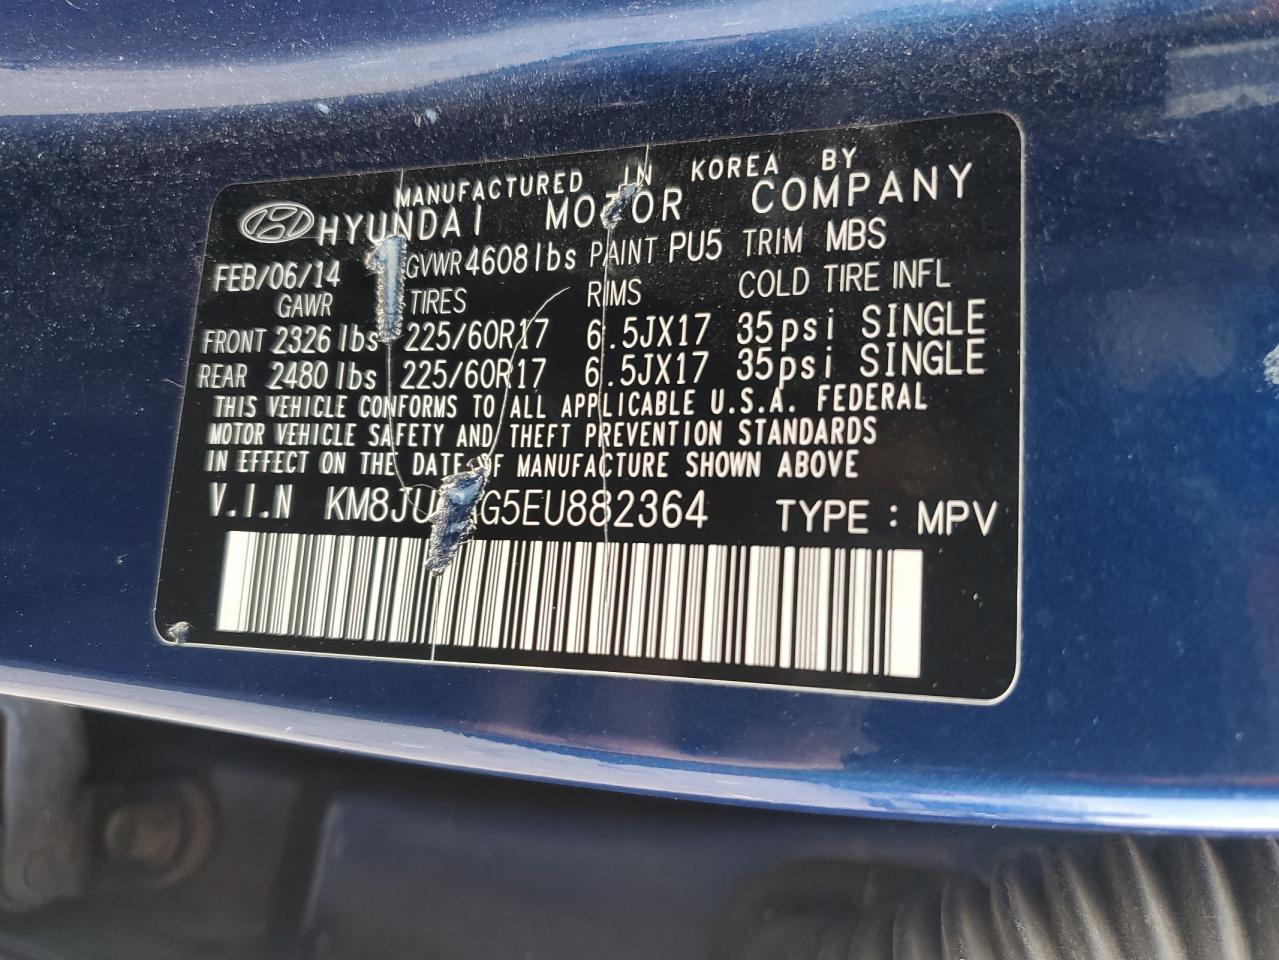 MANUFACTURED IN KOREA BY
HYUNDAI MOTOR COMPANY
FEB/06/14 GVWR 4608 lbs PAINT PU5 TRIM MBS
GAWR TIRES RIMS COLD TIRE INFL
FRONT 2326 lbs 225/60R17 6.5JX17 35psi SINGLE
REAR 2480 lbs 225/60R17 6.5JX17 35psi SINGLE
THIS VEHICLE CONFORMS TO ALL APPLICABLE U.S.A. FEDERAL
MOTOR VEHICLE SAFETY AND THEFT PREVENTION STANDARDS
IN EFFECT ON THE DATE OF MANUFACTURE SHOWN ABOVE
V.I.N TYPE : MPV